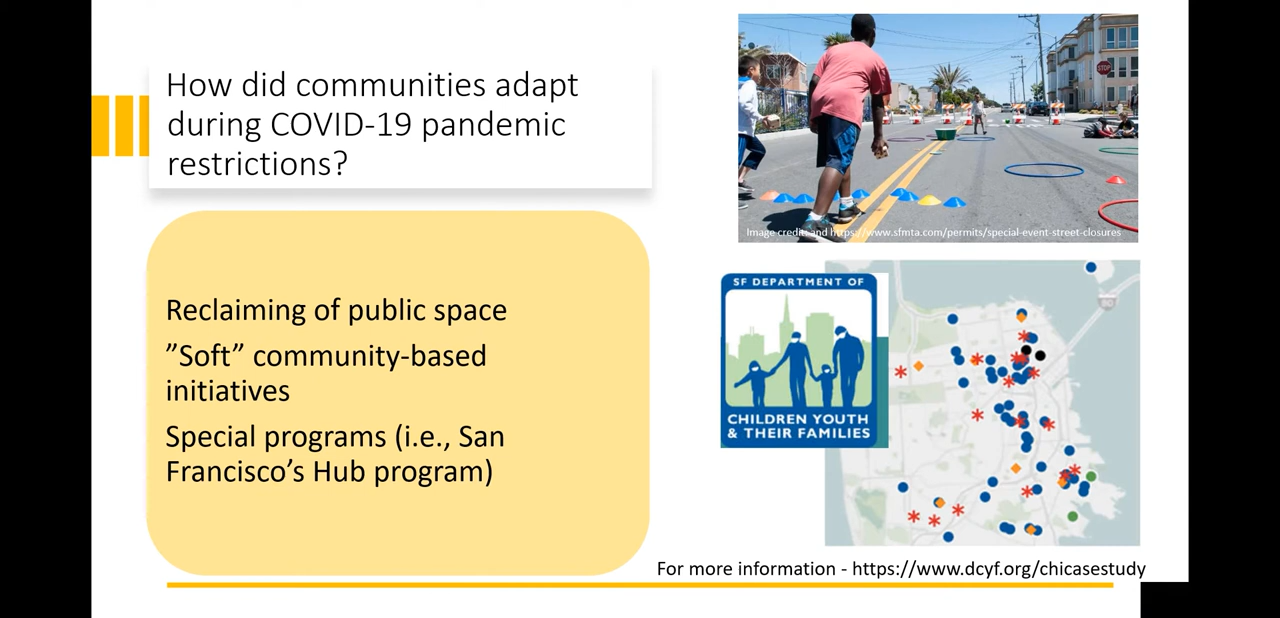 How did communities adapt
during COVID-19 pandemic
restrictions?
Reclaiming of public space
”Soft” community-based
initiatives
Special programs (i.e., San
Francisco’s Hub program)
STOP
Image credits and https://www.sfmta.com/permits/special-event-street-closures
SF DEPARTMENT OF
CHILDREN YOUTH
& THEIR FAMILIES
80
For more information - https://www.dcyf.org/chicasestudy